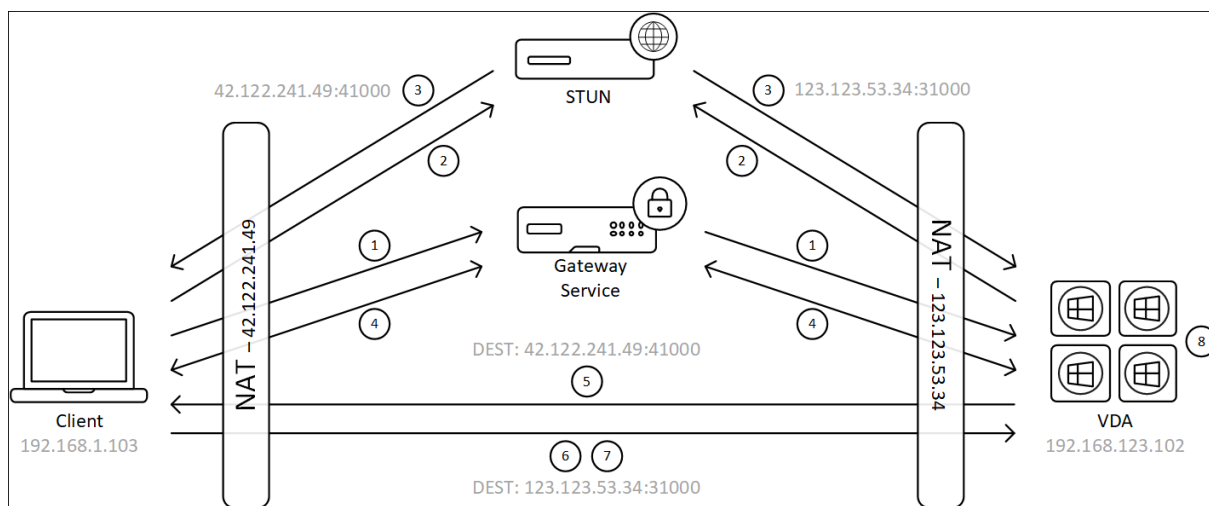 42.122.241.49:41000
3
STUN
3
123.123.53.34:31000
2
2
1
Gateway
Service
1
4
4
NAT – 42.122.241.49
NAT – 123.123.53.34
DEST: 42.122.241.49:41000
5
8
Client
192.168.1.103
VDA
192.168.123.102
6
7
DEST: 123.123.53.34:31000